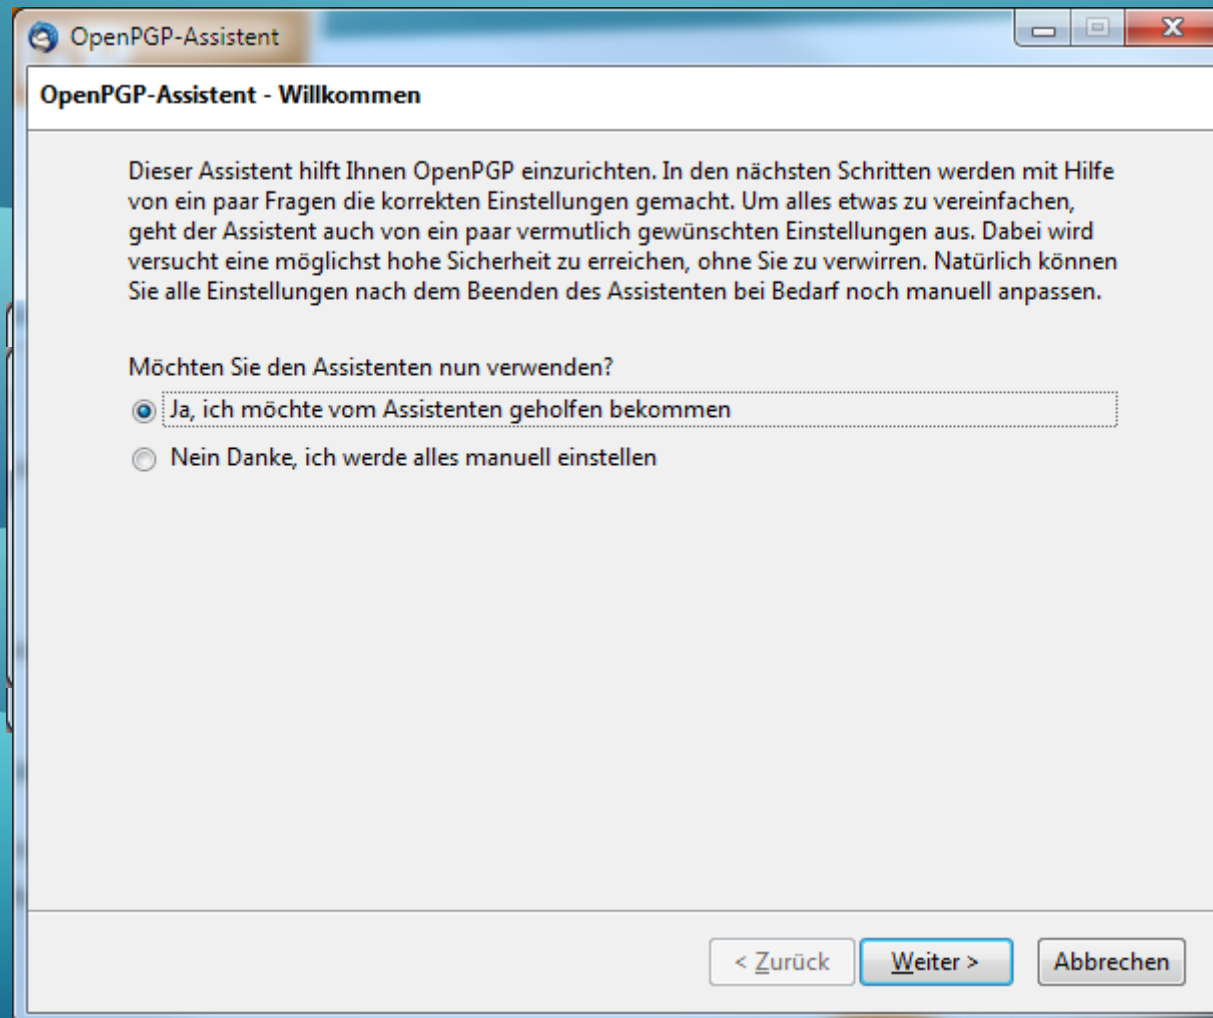 OpenPGP-Assistent
OpenPGP-Assistent - Willkommen
Dieser Assistent hilft Ihnen OpenPGP einzurichten. In den nächsten Schritten werden mit Hilfe
von ein paar Fragen die korrekten Einstellungen gemacht. Um alles etwas zu vereinfachen,
geht der Assistent auch von ein paar vermutlich gewünschten Einstellungen aus. Dabei wird
versucht eine möglichst hohe Sicherheit zu erreichen, ohne Sie zu verwirren. Natürlich können
Sie alle Einstellungen nach dem Beenden des Assistenten bei Bedarf noch manuell anpassen.
Möchten Sie den Assistenten nun verwenden?
Ja, ich möchte vom Assistenten geholfen bekommen
Nein Danke, ich werde alles manuell einstellen
< Zurück Weiter > Abbrechen